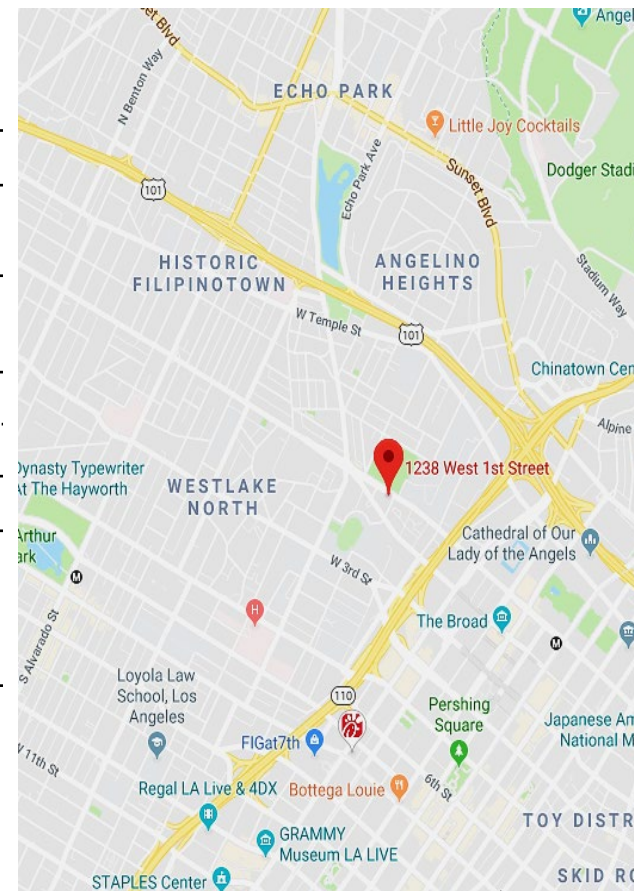 et Blvd
Angel
N Benton Way
ECHO PARK
Little Joy Cocktails
Echo Park Ave
Sunset Blvd
Dodger Stadi
101
HISTORIC
FILIPINOTOWN
ANGELINO
HEIGHTS
Stadium Way
W Temple St
101
Chinatown Cen
Alpine
1238 West 1st Street
Dynasty Typewriter
At The Hayworth
WESTLAKE
NORTH
Arthur
ark
Cathedral of Our
Lady of the Angels
W 3rd St
M
H
The Broad
M
S Alvarado St
Loyola Law
School, Los
Angeles
110
Pershing
Square
Japanese Am
National M
FIGat7th
W 11th St
6th St
Regal LA Live & 4DX
Bottega Louie
TOY DISTR
GRAMMY
Museum LA LIVE
STAPLES Center
SKID RO